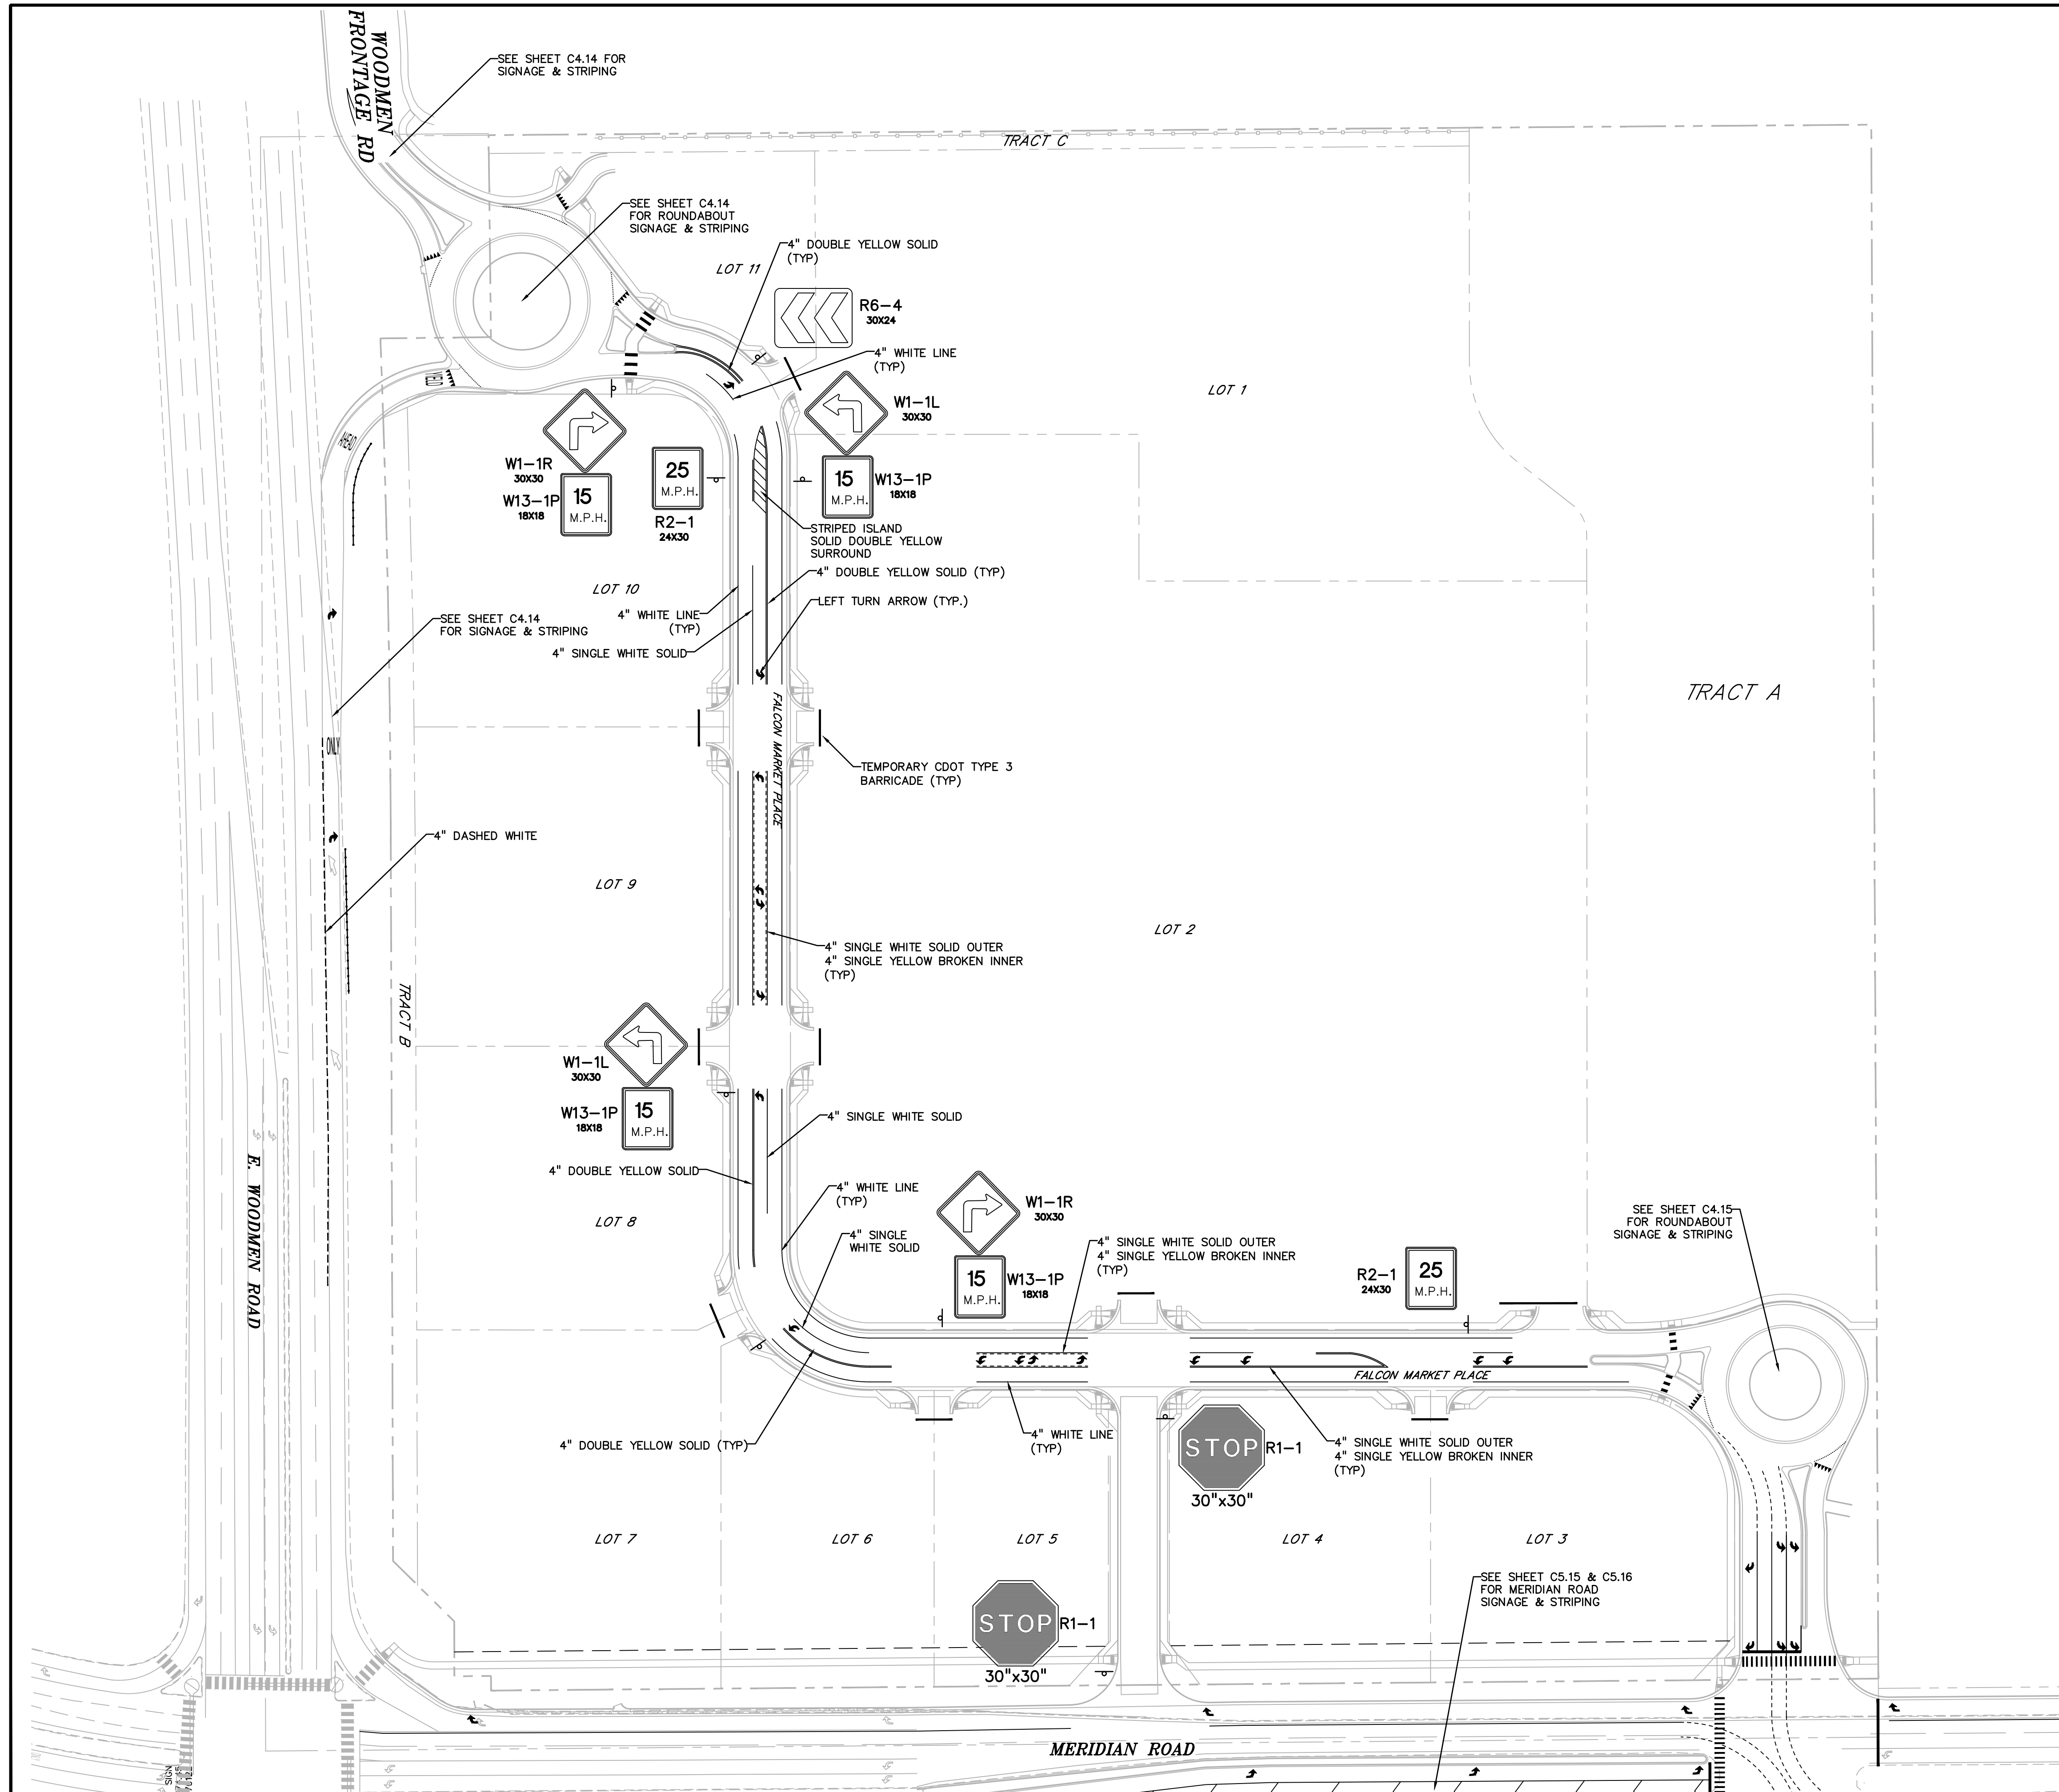 WOODMEN
FRONTAGE RD
SEE SHEET C4.14 FOR
SIGNAGE & STRIPING
TRACT C
SEE SHEET C4.14
FOR ROUNDABOUT
SIGNAGE & STRIPING
4" DOUBLE YELLOW SOLID
(TYP)
LOT 11
R6-4
30X24
4" WHITE LINE
(TYP)
LOT 1
YIELD
AHEAD
W1-1L
30X30
W1-1R
30X30
W13-1P
18X18
15
M.P.H.
25
M.P.H.
R2-1
24X30
15
M.P.H.
W13-1P
18X18
STRIPED ISLAND
SOLID DOUBLE YELLOW
SURROUND
4" DOUBLE YELLOW SOLID (TYP)
LOT 10
LEFT TURN ARROW (TYP.)
4" WHITE LINE
(TYP)
SEE SHEET C4.14
FOR SIGNAGE & STRIPING
4" SINGLE WHITE SOLID
TRACT A
FALCON MARKET PLACE
ONLY
TEMPORARY CDOT TYPE 3
BARRICADE (TYP)
4" DASHED WHITE
LOT 9
LOT 2
4" SINGLE WHITE SOLID OUTER
4" SINGLE YELLOW BROKEN INNER
(TYP)
TRACT B
W1-1L
30X30
W13-1P
18X18
15
M.P.H.
4" SINGLE WHITE SOLID
E. WOODMEN ROAD
4" DOUBLE YELLOW SOLID
4" WHITE LINE
(TYP)
LOT 8
4" SINGLE
WHITE SOLID
W1-1R
30X30
15
M.P.H.
W13-1P
18X18
4" SINGLE WHITE SOLID OUTER
4" SINGLE YELLOW BROKEN INNER
(TYP)
R2-1
24X30
25
M.P.H.
SEE SHEET C4.15
FOR ROUNDABOUT
SIGNAGE & STRIPING
FALCON MARKET PLACE
4" DOUBLE YELLOW SOLID (TYP)
4" WHITE LINE
(TYP)
STOP
R1-1
30"x30"
4" SINGLE WHITE SOLID OUTER
4" SINGLE YELLOW BROKEN INNER
(TYP)
LOT 7
LOT 6
LOT 5
LOT 4
LOT 3
SEE SHEET C5.15 & C5.16
FOR MERIDIAN ROAD
SIGNAGE & STRIPING
STOP
R1-1
30"x30"
MERIDIAN ROAD
SIGN